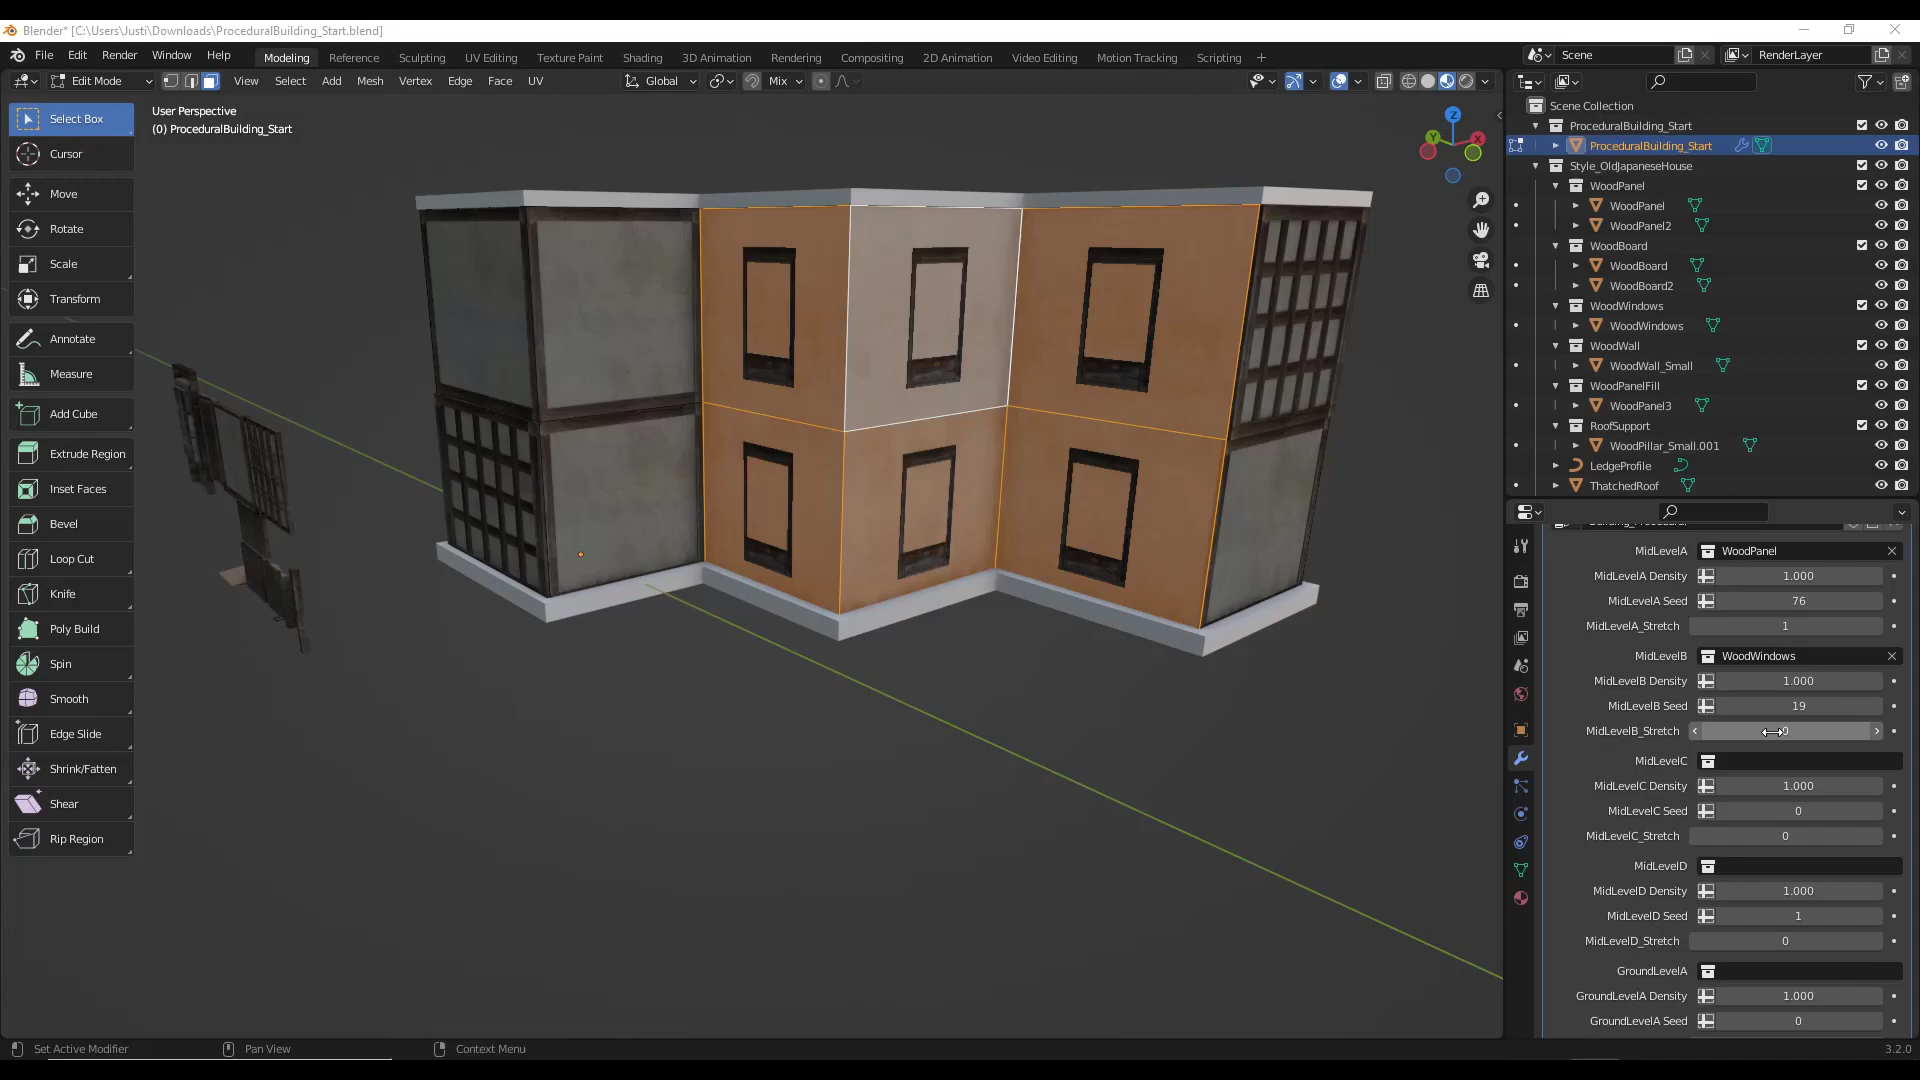 Blender* [C:\Users\Justi\Downloads\ProceduralBuilding_Start.blend]
File Edit Render Window Help Modeling Reference Sculpting UV Editing Texture Paint Shading 3D Animation Rendering Compositing 2D Animation Video Editing Motion Tracking Scripting + Scene RenderLayer
Edit Mode View Select Add Mesh Vertex Edge Face UV Global Mix
Select Box
Cursor
Move
Rotate
Scale
Transform
Annotate
Measure
Add Cube
Extrude Region
Inset Faces
Bevel
Loop Cut
Knife
Poly Build
Spin
Smooth
Edge Slide
Shrink/Fatten
Shear
Rip Region
User Perspective
(0) ProceduralBuilding_Start
Z
Y X
Scene Collection
ProceduralBuilding_Start
ProceduralBuilding_Start
Style_OldJapaneseHouse
WoodPanel
WoodPanel
WoodPanel2
WoodBoard
WoodBoard
WoodBoard2
WoodWindows
WoodWindows
WoodWall
WoodWall_Small
WoodPanelFill
WoodPanel3
RoofSupport
WoodPillar_Small.001
LedgeProfile
ThatchedRoof
MidLevelA WoodPanel
MidLevelA Density 1.000
MidLevelA Seed 76
MidLevelA_Stretch 1
MidLevelB WoodWindows
MidLevelB Density 1.000
MidLevelB Seed 19
MidLevelB_Stretch 0
MidLevelC
MidLevelC Density 1.000
MidLevelC Seed 0
MidLevelC_Stretch 0
MidLevelD
MidLevelD Density 1.000
MidLevelD Seed 1
MidLevelD_Stretch 0
GroundLevelA
GroundLevelA Density 1.000
GroundLevelA Seed 0
Set Active Modifier Pan View Context Menu 3.2.0